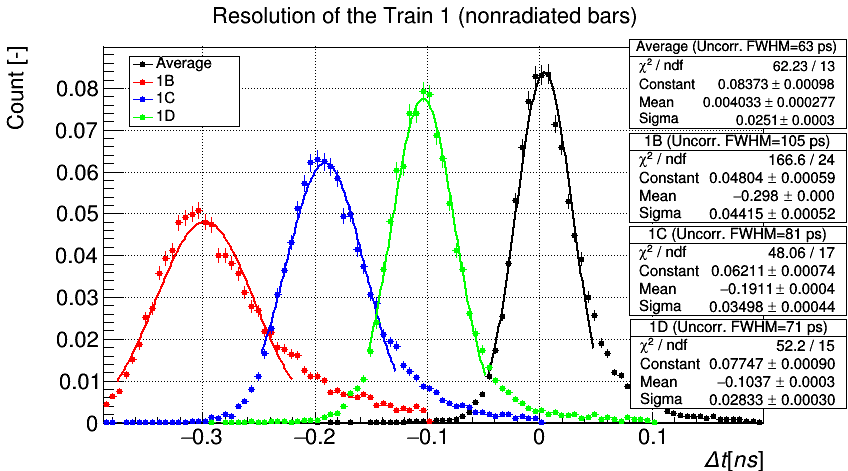 Resolution of the Train 1 (nonradiated bars)
Count [-]
Average
1B
1C
1D
0.08
0.07
0.06
0.05
0.04
0.03
0.02
0.01
0
−0.3
−0.2
−0.1
0
0.1
Δt[ns]
Average (Uncorr. FWHM=63 ps)
χ² / ndf 62.23 / 13
Constant 0.08373 ± 0.00098
Mean 0.004033 ± 0.000277
Sigma 0.0251 ± 0.0003
1B (Uncorr. FWHM=105 ps)
χ² / ndf 166.6 / 24
Constant 0.04804 ± 0.00059
Mean −0.298 ± 0.000
Sigma 0.04415 ± 0.00052
1C (Uncorr. FWHM=81 ps)
χ² / ndf 48.06 / 17
Constant 0.06211 ± 0.00074
Mean −0.1911 ± 0.0004
Sigma 0.03498 ± 0.00044
1D (Uncorr. FWHM=71 ps)
χ² / ndf 52.2 / 15
Constant 0.07747 ± 0.00090
Mean −0.1037 ± 0.0003
Sigma 0.02833 ± 0.00030